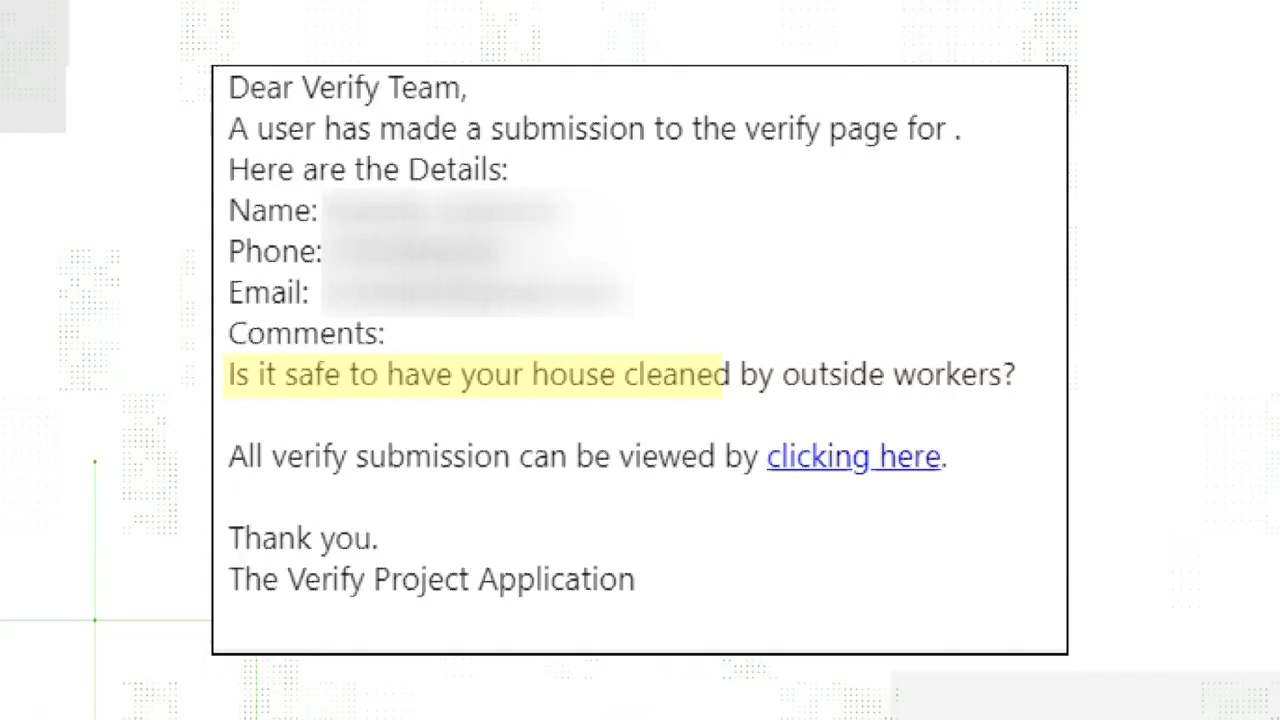 Dear Verify Team,
A user has made a submission to the verify page for .
Here are the Details:
Name:
Phone:
Email:
Comments:
Is it safe to have your house cleaned by outside workers?
All verify submission can be viewed by clicking here.
Thank you.
The Verify Project Application